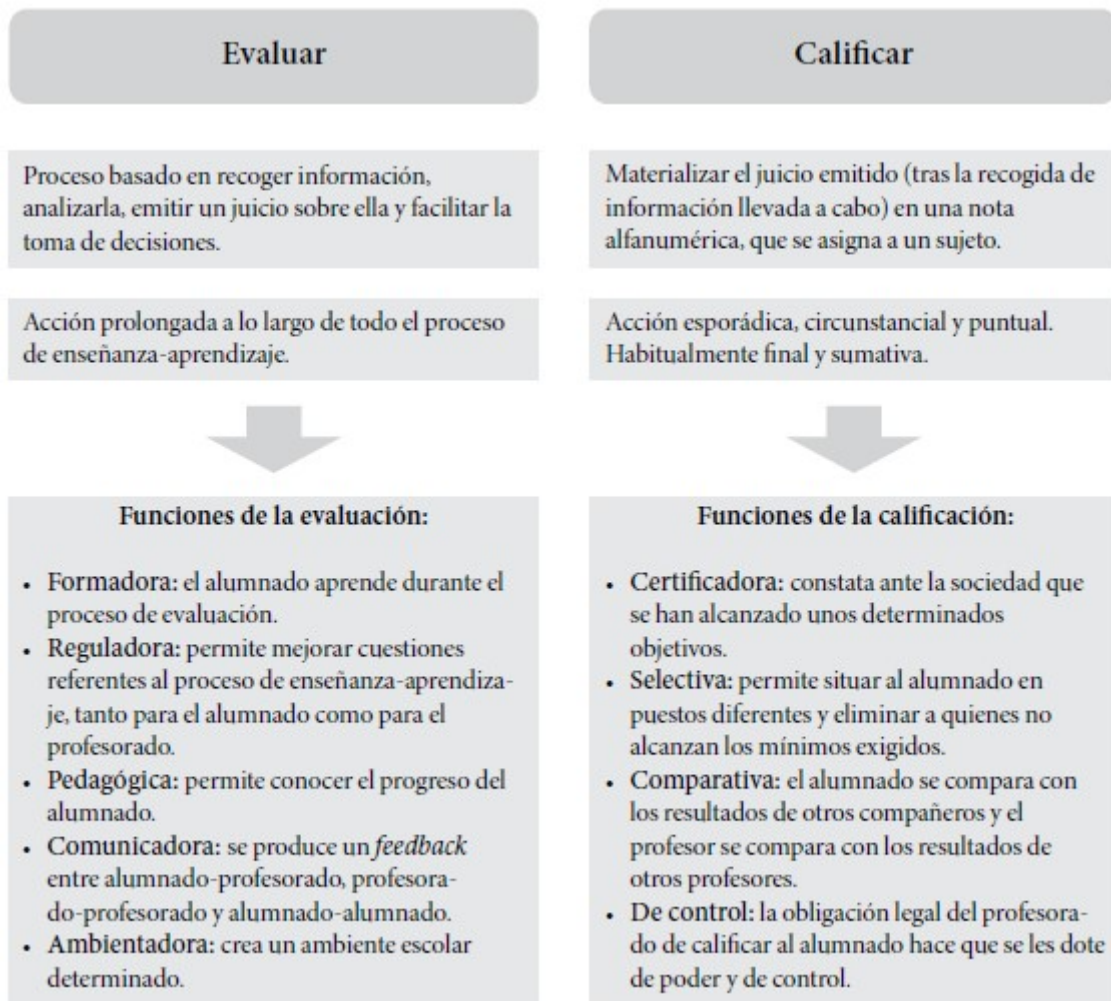 Evaluar
Proceso basado en recoger información,
analizarla, emitir un juicio sobre ella y facilitar la
toma de decisiones.
Acción prolongada a lo largo de todo el proceso
de enseñanza-aprendizaje.
Funciones de la evaluación:
• Formadora: el alumnado aprende durante el
proceso de evaluación.
• Reguladora: permite mejorar cuestiones
referentes al proceso de enseñanza-aprendiza-
je, tanto para el alumnado como para el
profesorado.
• Pedagógica: permite conocer el progreso del
alumnado.
• Comunicadora: se produce un feedback
entre alumnado-profesorado, profesora-
do-profesorado y alumnado-alumnado.
• Ambientadora: crea un ambiente escolar
determinado.
Calificar
Materializar el juicio emitido (tras la recogida de
información llevada a cabo) en una nota
alfanumérica, que se asigna a un sujeto.
Acción esporádica, circunstancial y puntual.
Habitualmente final y sumativa.
Funciones de la calificación:
• Certificadora: constata ante la sociedad que
se han alcanzado unos determinados
objetivos.
• Selectiva: permite situar al alumnado en
puestos diferentes y eliminar a quienes no
alcanzan los mínimos exigidos.
• Comparativa: el alumnado se compara con
los resultados de otros compañeros y el
profesor se compara con los resultados de
otros profesores.
• De control: la obligación legal del profesora-
do de calificar al alumnado hace que se les dote
de poder y de control.